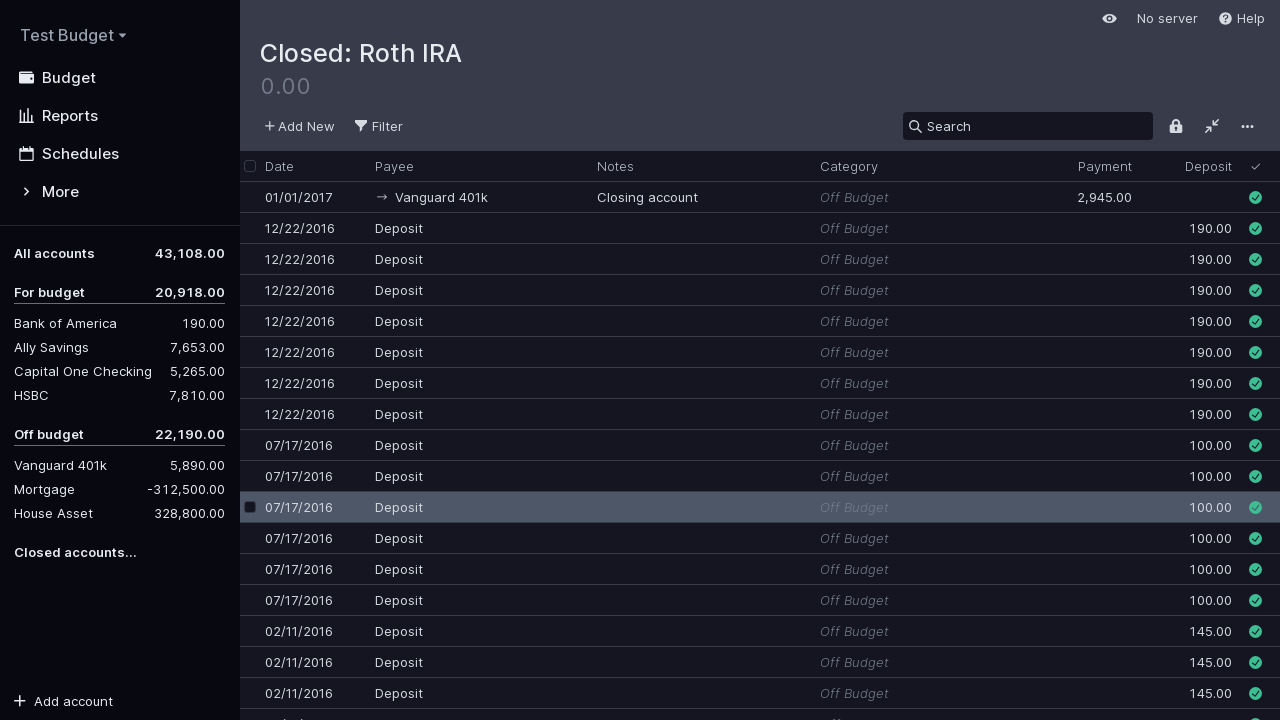 Test Budget
Budget
Reports
Schedules
More
All accounts 43,108.00
For budget 20,918.00
Bank of America 190.00
Ally Savings 7,653.00
Capital One Checking 5,265.00
HSBC 7,810.00
Off budget 22,190.00
Vanguard 401k 5,890.00
Mortgage -312,500.00
House Asset 328,800.00
Closed accounts...
Add account
No server Help
Closed: Roth IRA
0.00
Add New Filter Search
Date Payee Notes Category Payment Deposit
01/01/2017 → Vanguard 401k Closing account Off Budget 2,945.00
12/22/2016 Deposit Off Budget 190.00
12/22/2016 Deposit Off Budget 190.00
12/22/2016 Deposit Off Budget 190.00
12/22/2016 Deposit Off Budget 190.00
12/22/2016 Deposit Off Budget 190.00
12/22/2016 Deposit Off Budget 190.00
12/22/2016 Deposit Off Budget 190.00
07/17/2016 Deposit Off Budget 100.00
07/17/2016 Deposit Off Budget 100.00
07/17/2016 Deposit Off Budget 100.00
07/17/2016 Deposit Off Budget 100.00
07/17/2016 Deposit Off Budget 100.00
07/17/2016 Deposit Off Budget 100.00
02/11/2016 Deposit Off Budget 145.00
02/11/2016 Deposit Off Budget 145.00
02/11/2016 Deposit Off Budget 145.00